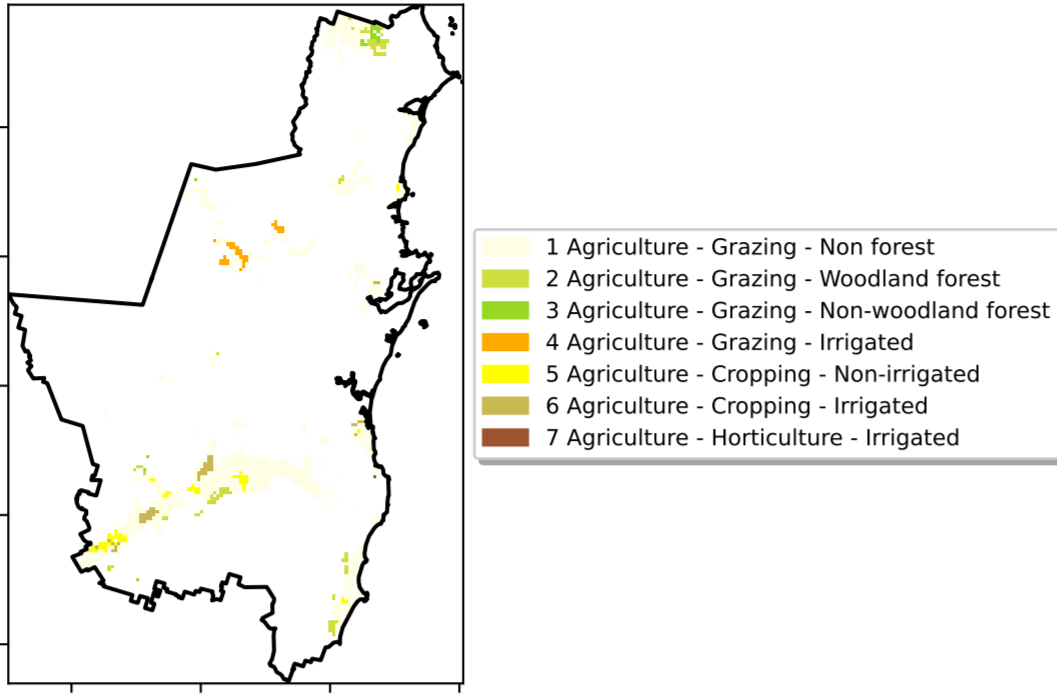 1 Agriculture - Grazing - Non forest
2 Agriculture - Grazing - Woodland forest
3 Agriculture - Grazing - Non-woodland forest
4 Agriculture - Grazing - Irrigated
5 Agriculture - Cropping - Non-irrigated
6 Agriculture - Cropping - Irrigated
7 Agriculture - Horticulture - Irrigated